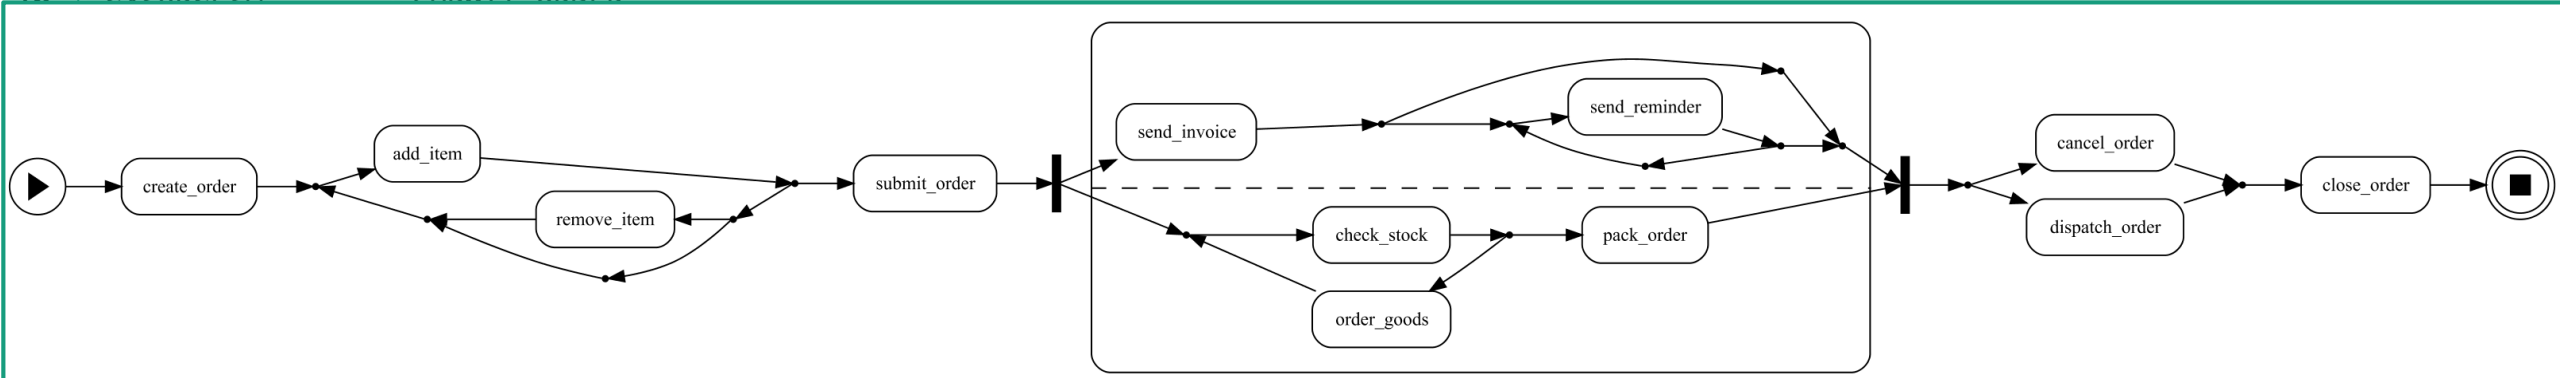 create_order
add_item
remove_item
submit_order
send_invoice
send_reminder
check_stock
pack_order
order_goods
cancel_order
dispatch_order
close_order